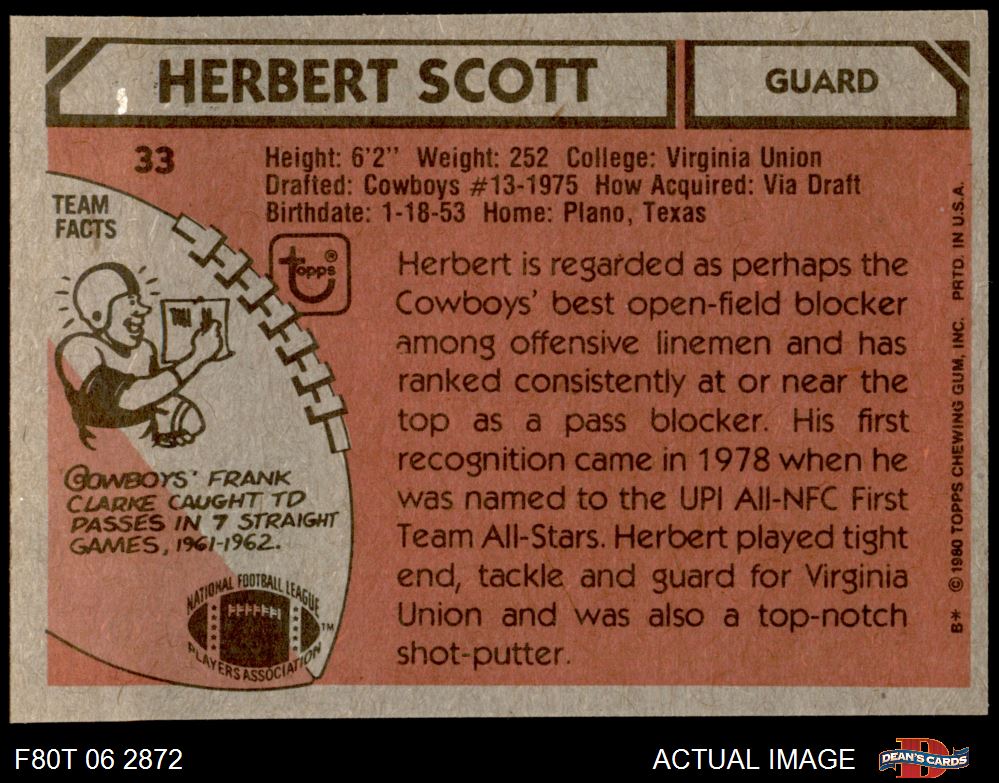 HERBERT SCOTT
GUARD
33
Height: 6'2" Weight: 252 College: Virginia Union
Drafted: Cowboys #13-1975 How Acquired: Via Draft
Birthdate: 1-18-53 Home: Plano, Texas
TEAM
FACTS
topps®
Herbert is regarded as perhaps the
Cowboys' best open-field blocker
among offensive linemen and has
ranked consistently at or near the
top as a pass blocker. His first
recognition came in 1978 when he
was named to the UPI All-NFC First
Team All-Stars. Herbert played tight
end, tackle and guard for Virginia
Union and was also a top-notch
shot-putter.
COWBOYS' FRANK
CLARKE CAUGHT TD
PASSES IN 7 STRAIGHT
GAMES, 1961-1962.
NATIONAL FOOTBALL LEAGUE
PLAYERS ASSOCIATION
TM
B* © 1980 TOPPS CHEWING GUM, INC. PRTD. IN U.S.A.
F80T 06 2872
ACTUAL IMAGE
DEAN'S CARDS